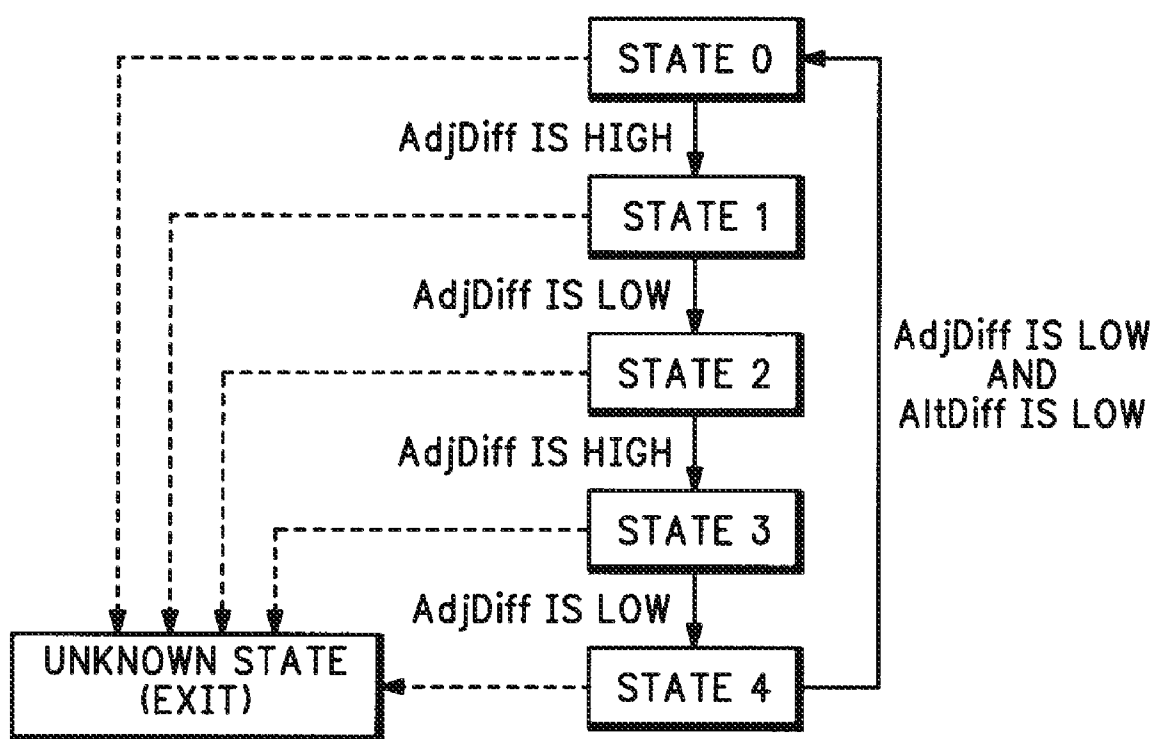 STATE 0
AdjDiff IS HIGH
STATE 1
AdjDiff IS LOW
STATE 2
AdjDiff IS HIGH
STATE 3
AdjDiff IS LOW
STATE 4
AdjDiff IS LOW
AND
AltDiff IS LOW
UNKNOWN STATE
(EXIT)